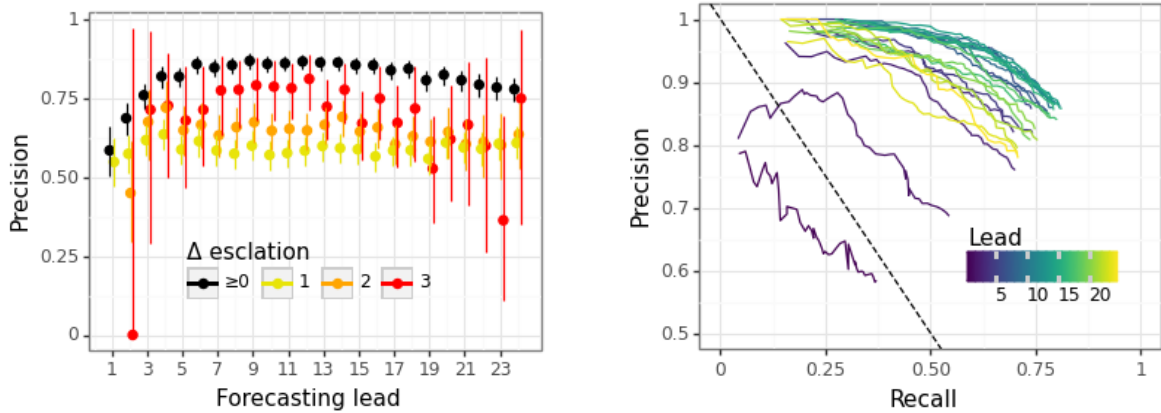 1
0.75
0.50
0.25
0
Precision
Δ esclation
≥0 1 2 3
1 3 5 7 9 11 13 15 17 19 21 23
Forecasting lead
1
0.9
0.8
0.7
0.6
0.5
Precision
Lead
5 10 15 20
0 0.25 0.50 0.75 1
Recall